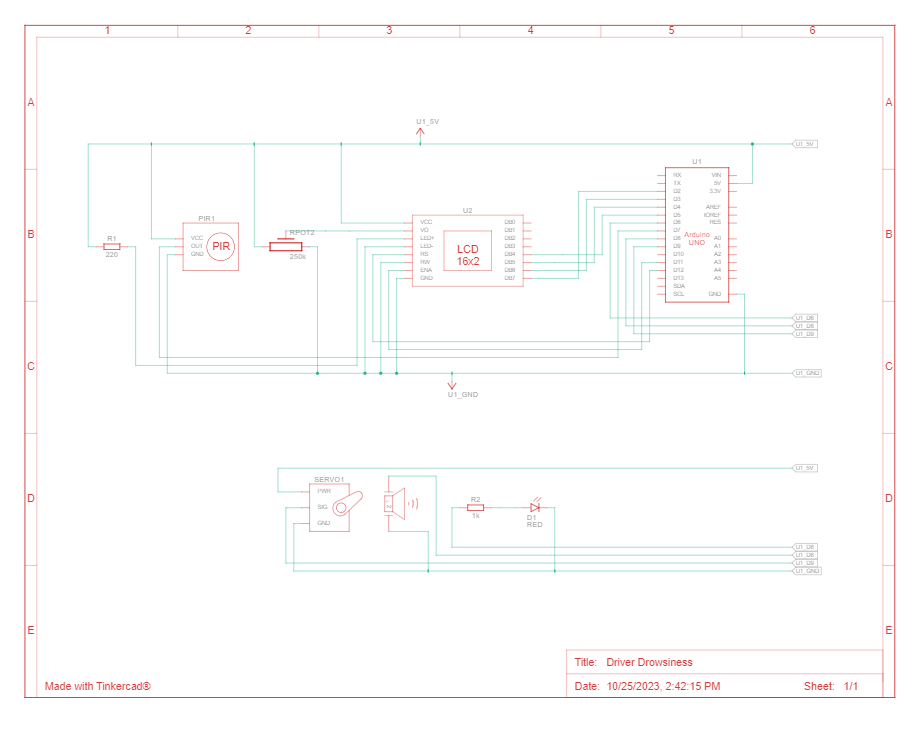 1 2 3 4 5 6
A A
U1_5V
U1_5V
U1
RX VIN
TX 5V
D2 3.3V
D3
D4 AREF
D5 IOREF
D6 RES
D7
D8 A0
D9 A1
D10 A2
D11 A3
D12 A4
D13 A5
SDA
SCL GND
Arduino
UNO
B B
R1
220
PIR1
VCC
OUT
GND
PIR
RPOT2
250k
U2
VCC DB0
VO DB1
LED+ DB2
LED- DB3
RS DB4
RW DB5
ENA DB6
GND DB7
LCD
16x2
U1_D6
U1_D8
U1_D9
C C
U1_GND
U1_GND
U1_5V
D D
SERVO1
PWR
SIG
GND
R2
1k
D1
RED
U1_D6
U1_D8
U1_D9
U1_GND
E E
Title: Driver Drowsiness
Made with Tinkercad®
Date: 10/25/2023, 2:42:15 PM Sheet: 1/1